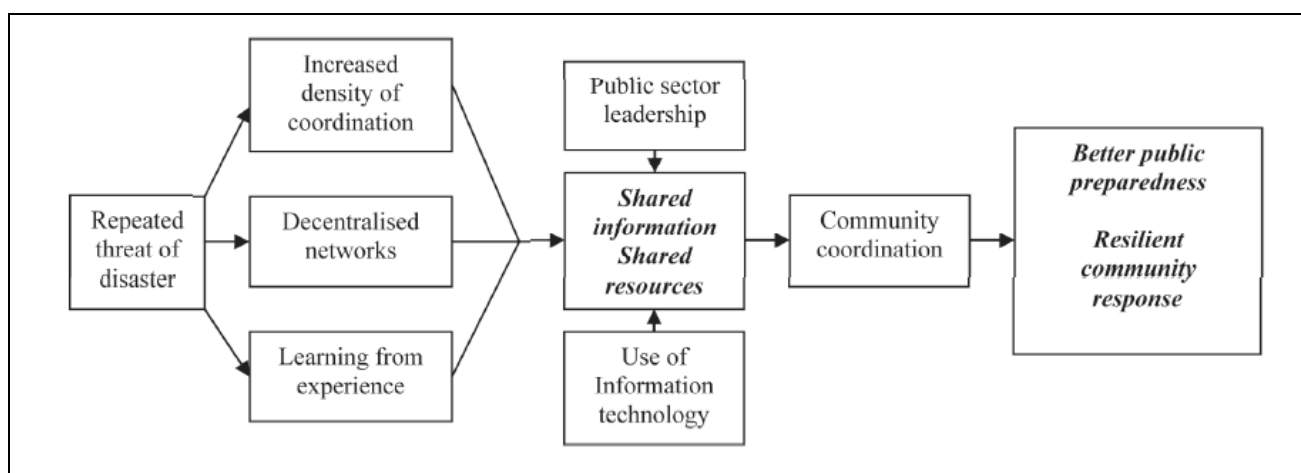 Repeated
threat of
disaster
Increased
density of
coordination
Decentralised
networks
Learning from
experience
Public sector
leadership
Shared
information
Shared
resources
Use of
Information
technology
Community
coordination
Better public
preparedness
Resilient
community
response